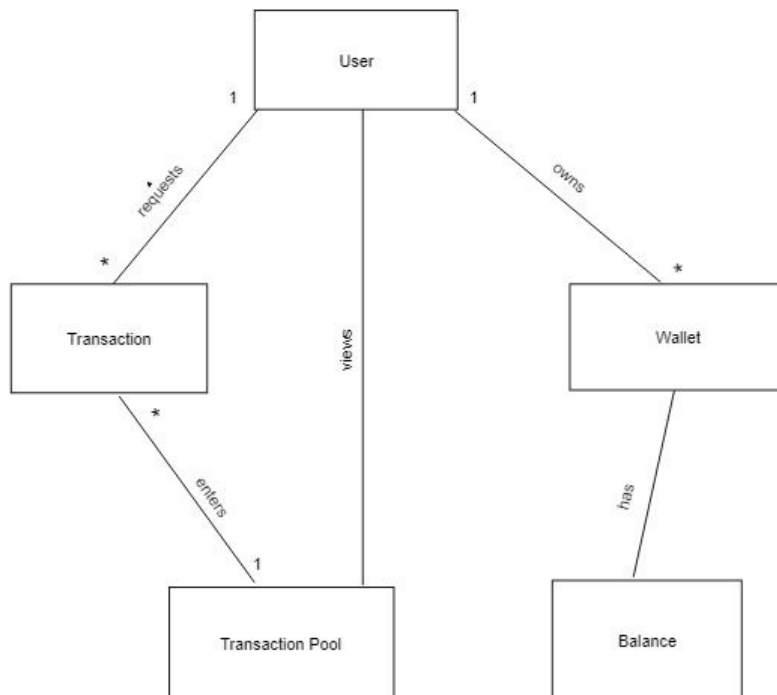 User
1
1
requests
owns
*
*
Transaction
views
Wallet
*
enters
has
1
Transaction Pool
Balance